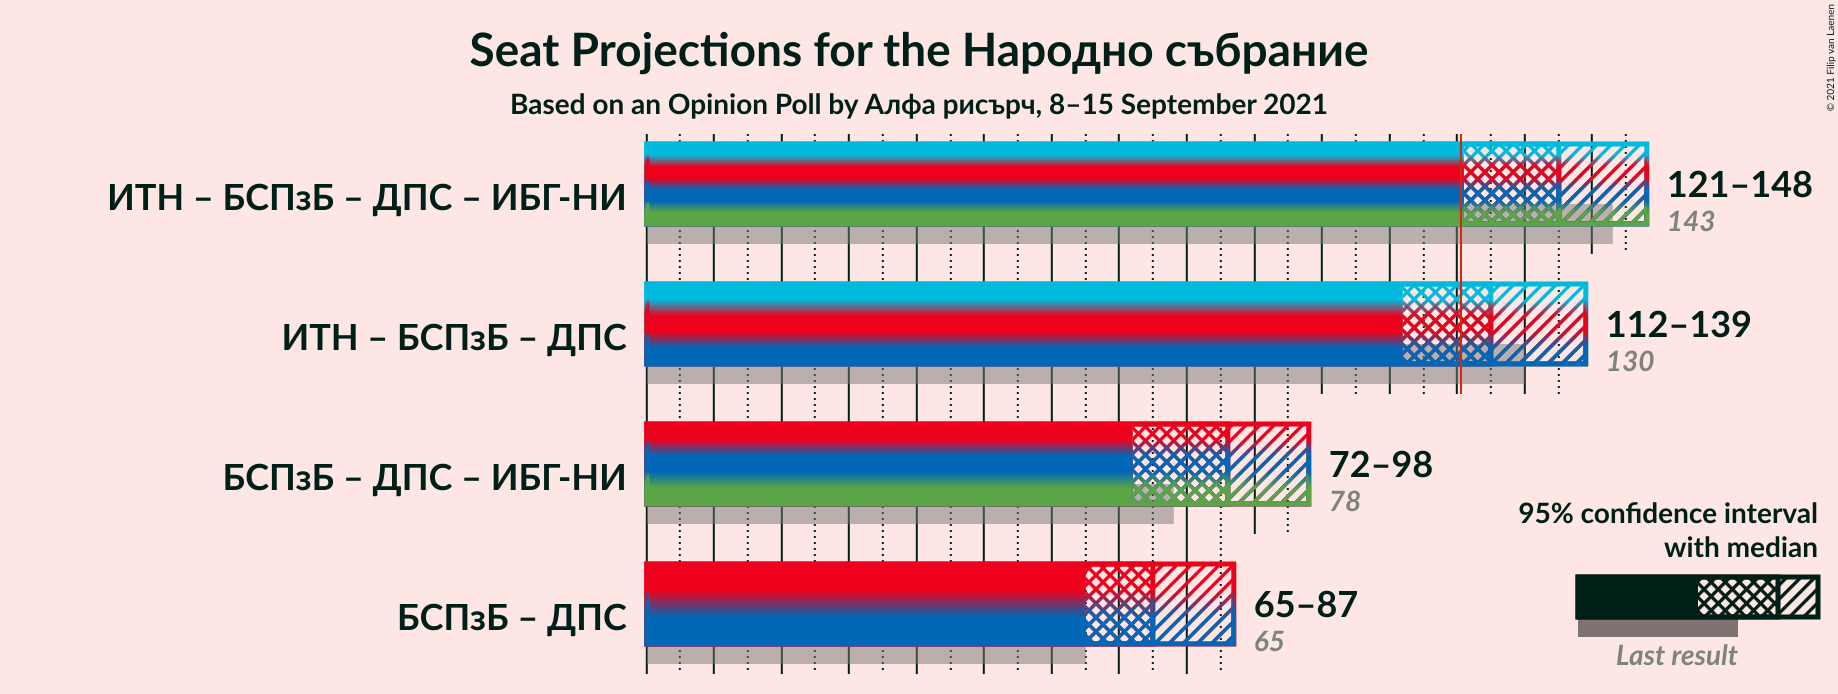 Seat Projections for the Народно събрание
Based on an Opinion Poll by Алфа рисърч, 8–15 September 2021
© 2021 Filip van Laenen
ИТН – БСПзБ – ДПС – ИБГ-НИ
121–148
143
ИТН – БСПзБ – ДПС
112–139
130
БСПзБ – ДПС – ИБГ-НИ
72–98
78
БСПзБ – ДПС
65–87
65
95% confidence interval
with median
Last result